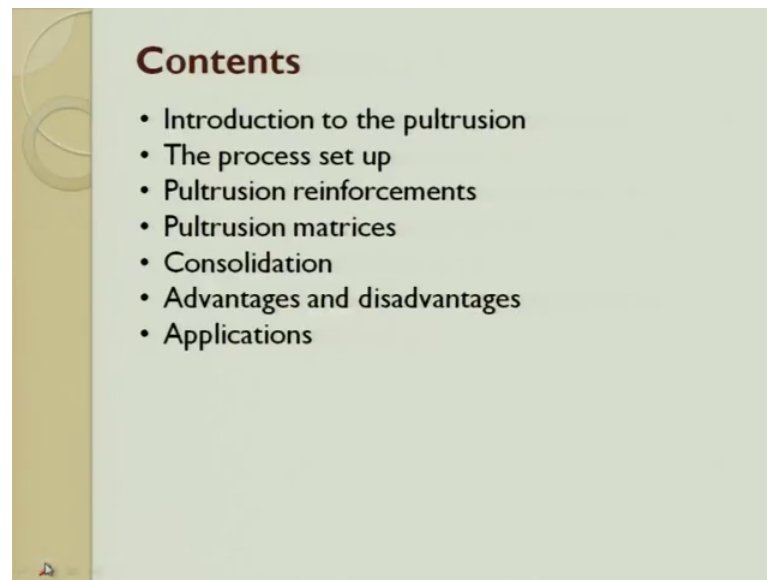 Contents
• Introduction to the pultrusion
• The process set up
• Pultrusion reinforcements
• Pultrusion matrices
• Consolidation
• Advantages and disadvantages
• Applications